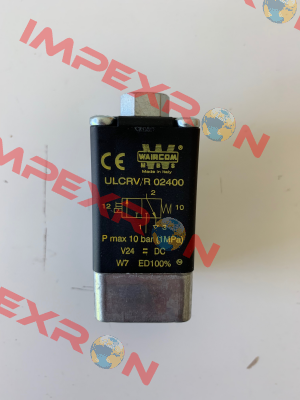 IMPEXRON
CE
WAIRCOM
M B S
Made in Italy
ULCRV/R 02400
2
12
10
1 3
P max 10 bar (1MPa)
V24 = DC
W7 ED100%
IMPEXRON
IMPEXRON